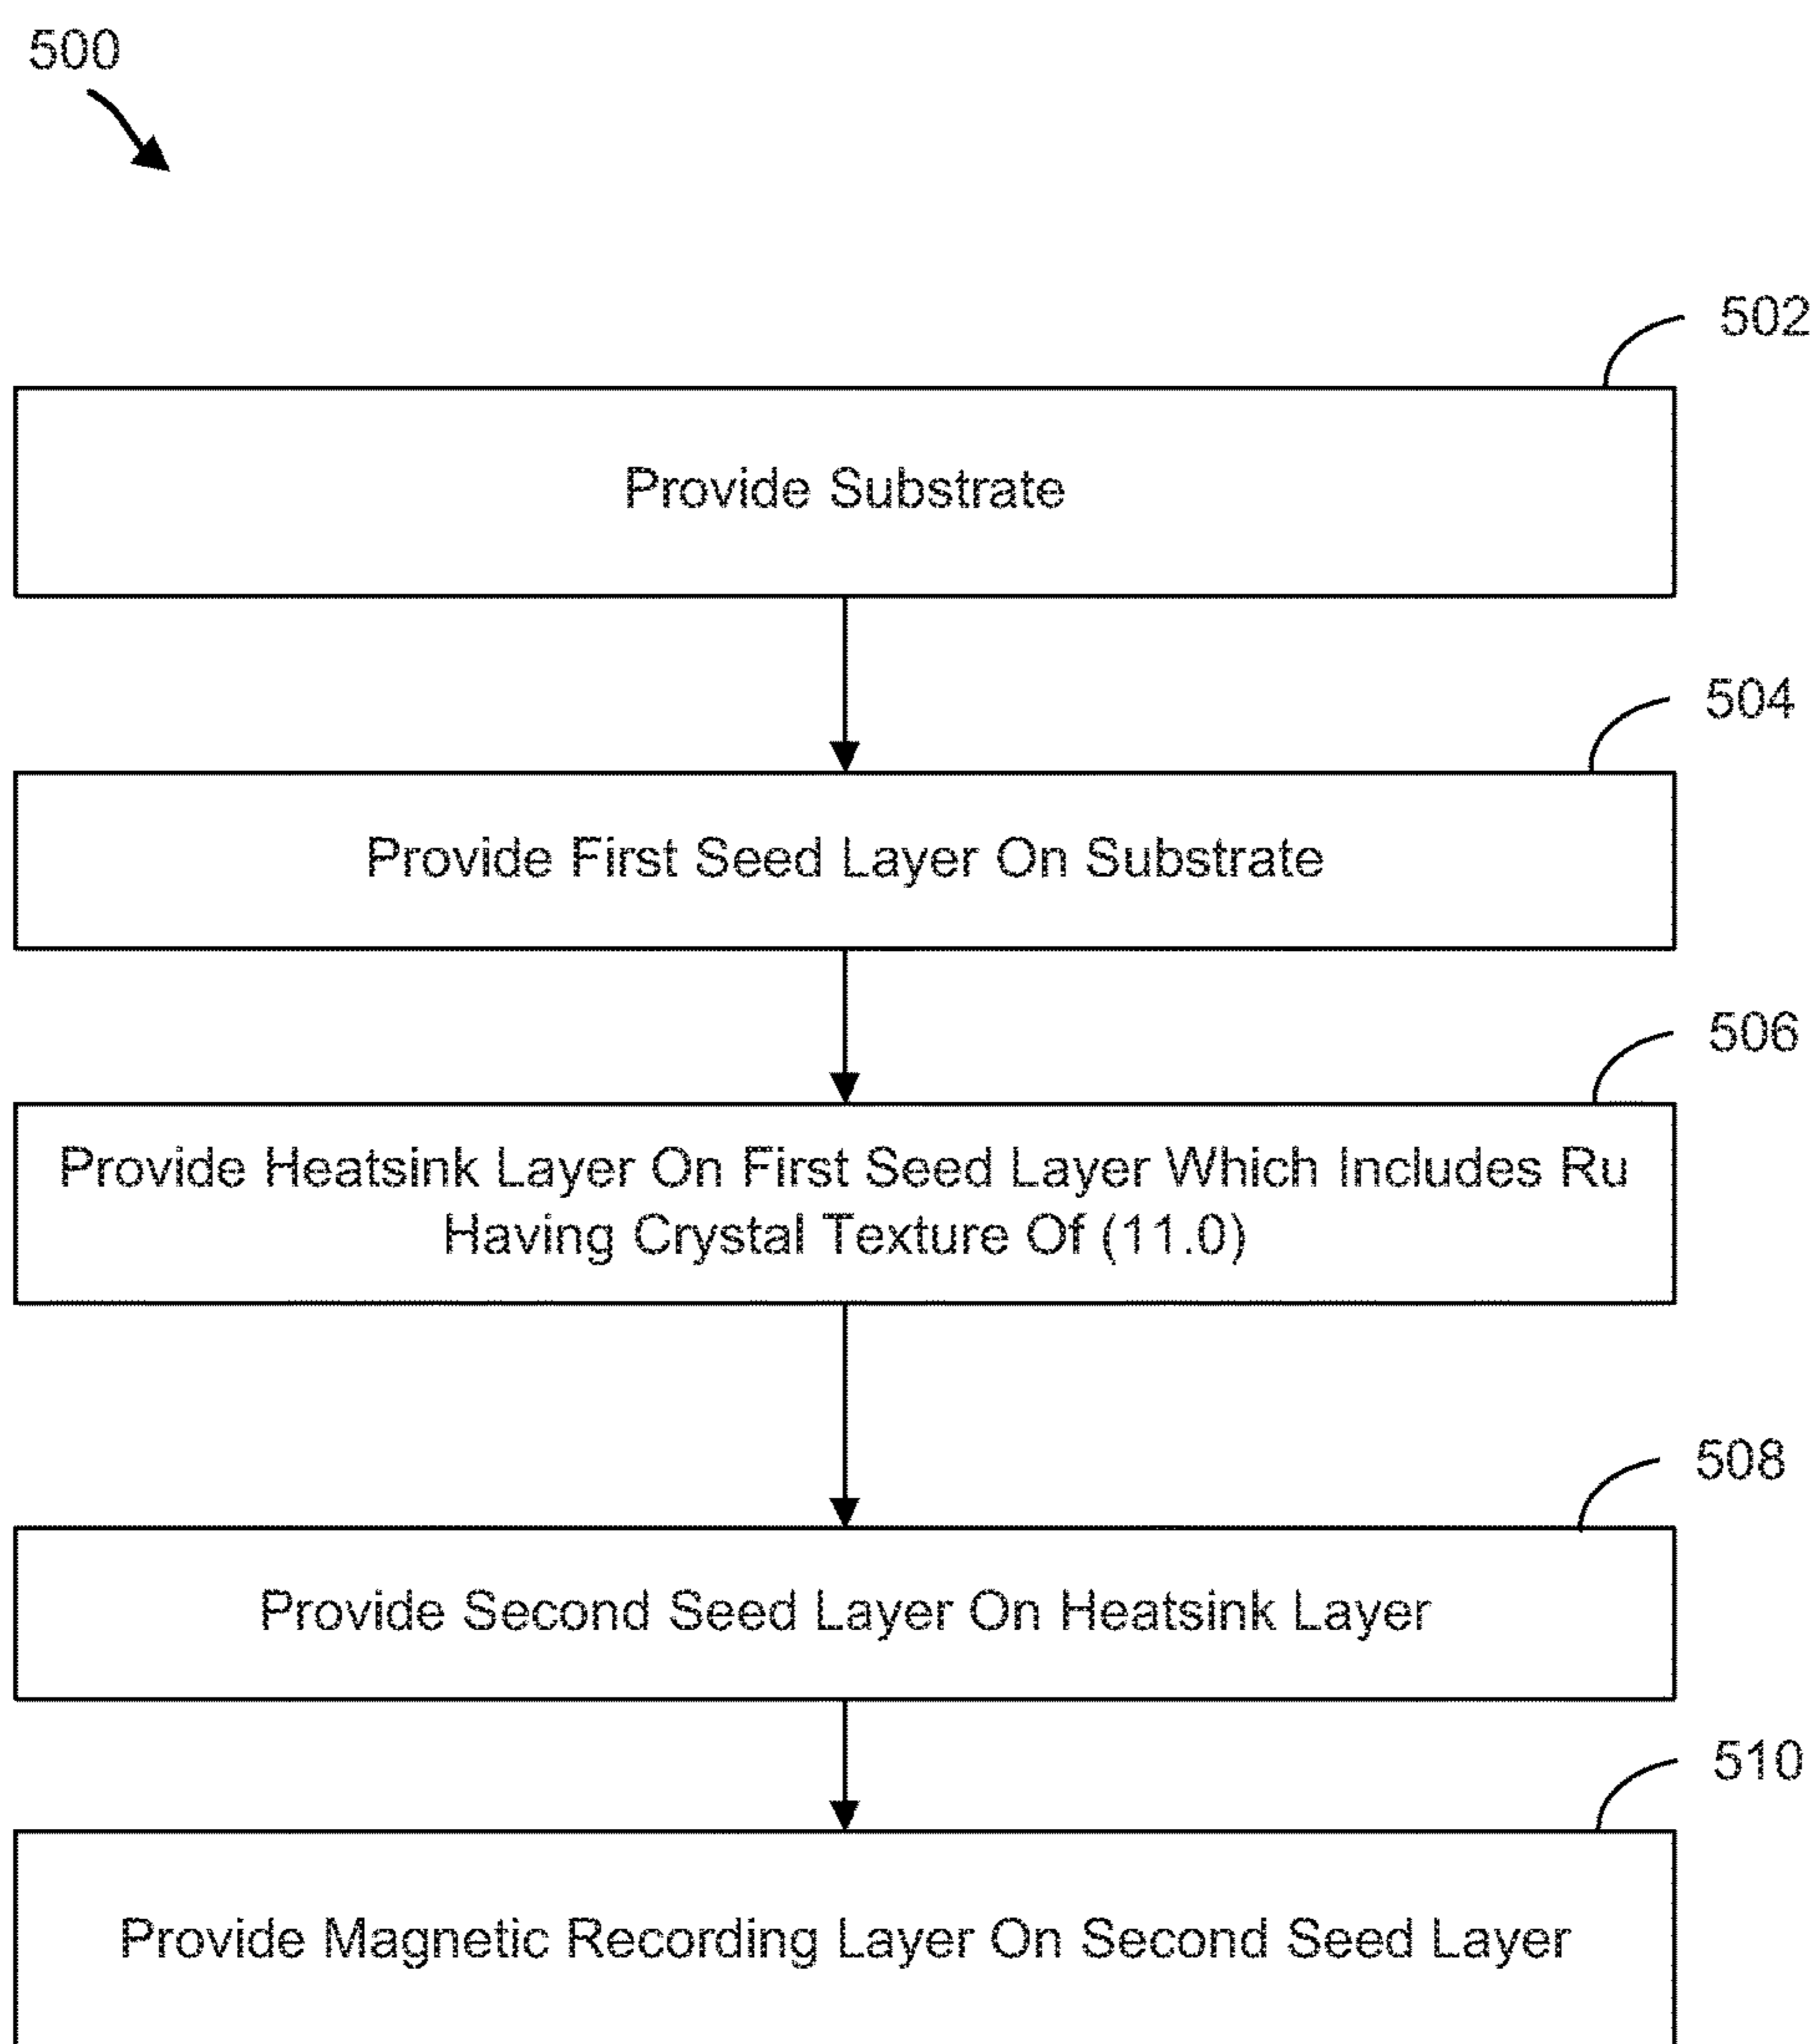 500
502
Provide Substrate
504
Provide First Seed Layer On Substrate
506
Provide Heatsink Layer On First Seed Layer Which Includes Ru
Having Crystal Texture Of (11.0)
508
Provide Second Seed Layer On Heatsink Layer
510
Provide Magnetic Recording Layer On Second Seed Layer